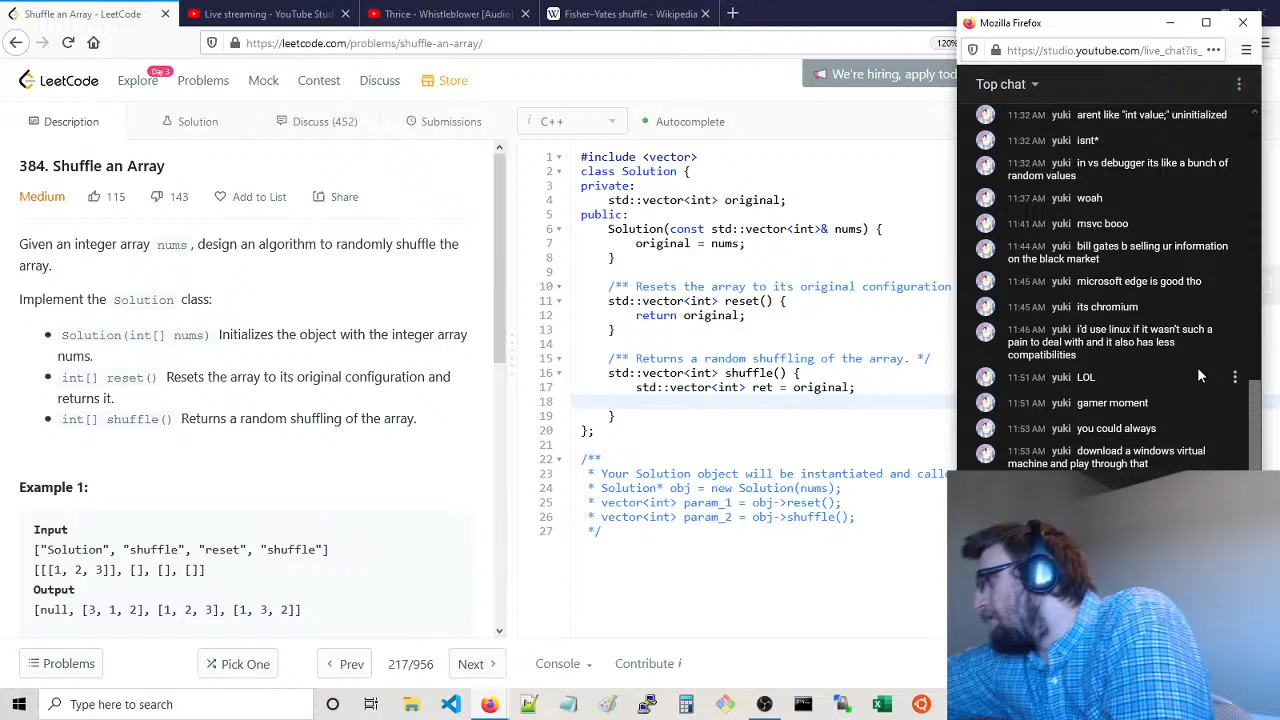 Shuffle an Array - LeetCode
Live streaming - YouTube Stud
Thrice - Whistleblower [Audio]
Fisher–Yates shuffle - Wikipedia
https://leetcode.com/problems/shuffle-an-array/
120%
LeetCode
Explore
Day 3
Problems
Mock
Contest
Discuss
Store
We're hiring, apply tod
Description
Solution
Discuss (452)
Submissions
384. Shuffle an Array
Medium
115
143
Add to List
Share
Given an integer array nums, design an algorithm to randomly shuffle the
array.
Implement the Solution class:
Solution(int[] nums) Initializes the object with the integer array
nums.
int[] reset() Resets the array to its original configuration and
returns it.
int[] shuffle() Returns a random shuffling of the array.
Example 1:
Input
["Solution", "shuffle", "reset", "shuffle"]
[[[1, 2, 3]], [], [], []]
Output
[null, [3, 1, 2], [1, 2, 3], [1, 3, 2]]
Problems
Pick One
Prev
217/956
Next
i
C++
Autocomplete
1 #include <vector>
2 class Solution {
3 private:
4 std::vector<int> original;
5 public:
6 Solution(const std::vector<int>& nums) {
7 original = nums;
8 }
9
10 /** Resets the array to its original configuration
11 std::vector<int> reset() {
12 return original;
13 }
14
15 /** Returns a random shuffling of the array. */
16 std::vector<int> shuffle() {
17 std::vector<int> ret = original;
18
19 }
20 };
21
22 /**
23 * Your Solution object will be instantiated and calle
24 * Solution* obj = new Solution(nums);
25 * vector<int> param_1 = obj->reset();
26 * vector<int> param_2 = obj->shuffle();
27 */
Console
Contribute i
Mozilla Firefox
https://studio.youtube.com/live_chat?is_
Top chat
11:32 AM yuki arent like "int value;" uninitialized
11:32 AM yuki isnt*
11:32 AM yuki in vs debugger its like a bunch of
random values
11:37 AM yuki woah
11:41 AM yuki msvc booo
11:44 AM yuki bill gates b selling ur information
on the black market
11:45 AM yuki microsoft edge is good tho
11:45 AM yuki its chromium
11:46 AM yuki i'd use linux if it wasn't such a
pain to deal with and it also has less
compatibilities
11:51 AM yuki LOL
11:51 AM yuki gamer moment
11:53 AM yuki you could always
11:53 AM yuki download a windows virtual
machine and play through that
Type here to search